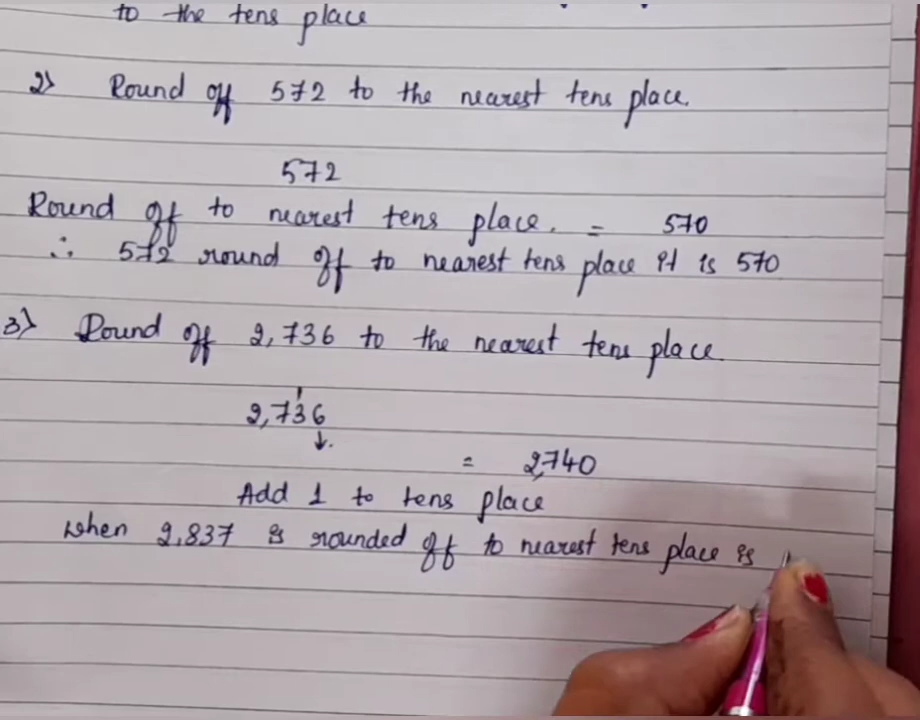 to the tens place
2) Round off 572 to the nearest tens place.
572
Round off to nearest tens place. = 570
∴ 572 round off to nearest tens place it is 570
3) Round off 2,736 to the nearest tens place
1
2,736
↓.
= 2,740
Add 1 to tens place
When 2,837 is rounded off to nearest tens place is